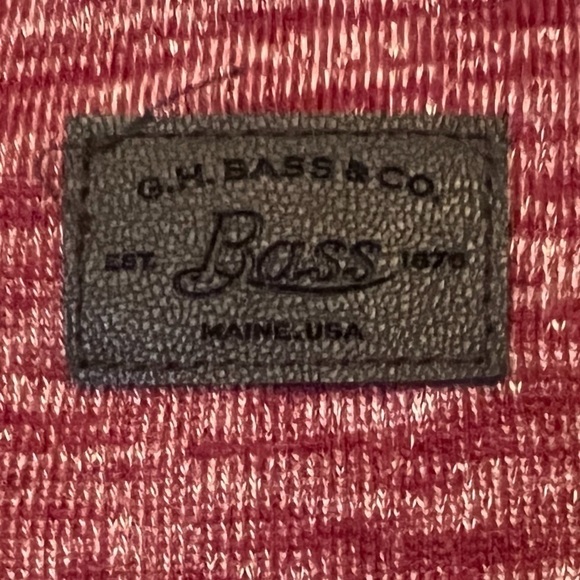 G.H. BASS & CO.
EST. Bass 1876
MAINE, USA